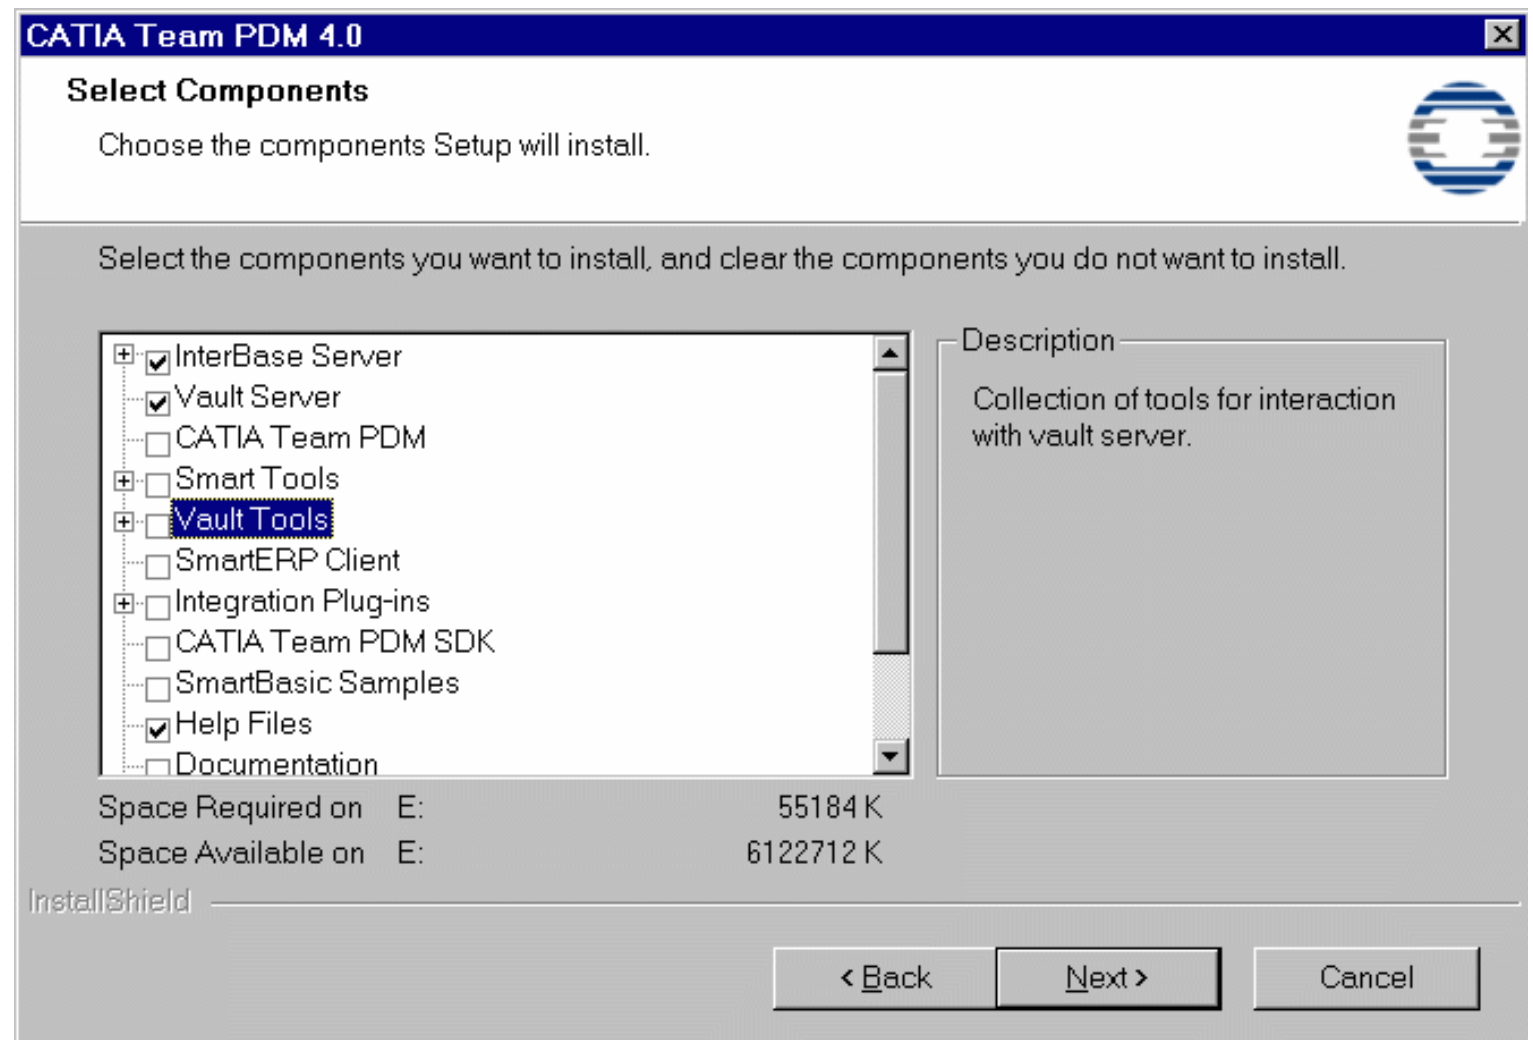 CATIA Team PDM 4.0
Select Components
Choose the components Setup will install.
Select the components you want to install, and clear the components you do not want to install.
InterBase Server
Vault Server
CATIA Team PDM
Smart Tools
Vault Tools
SmartERP Client
Integration Plug-ins
CATIA Team PDM SDK
SmartBasic Samples
Help Files
Documentation
Description
Collection of tools for interaction
with vault server.
Space Required on E: 55184 K
Space Available on E: 6122712 K
InstallShield
< Back Next > Cancel